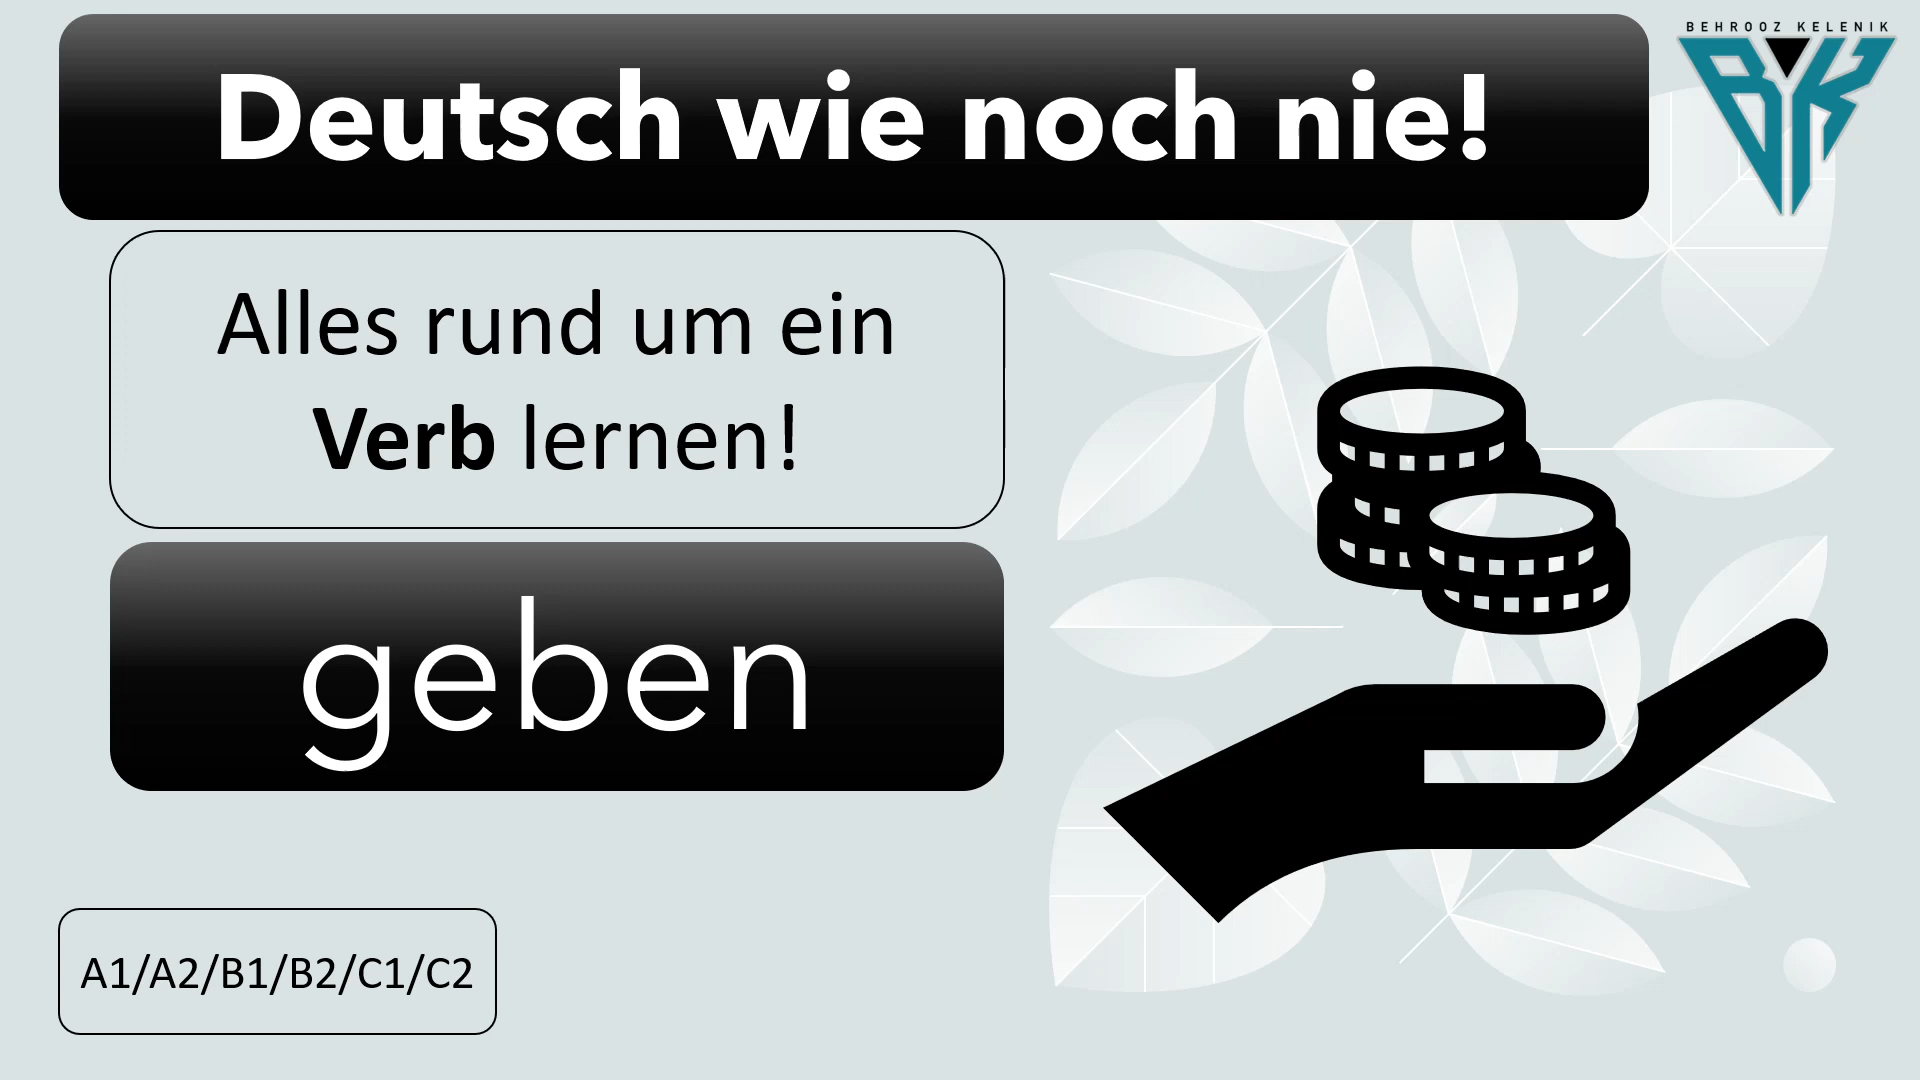 Deutsch wie noch nie!
BEHROOZ KELENIK
BK
Alles rund um ein
Verb lernen!
geben
A1/A2/B1/B2/C1/C2